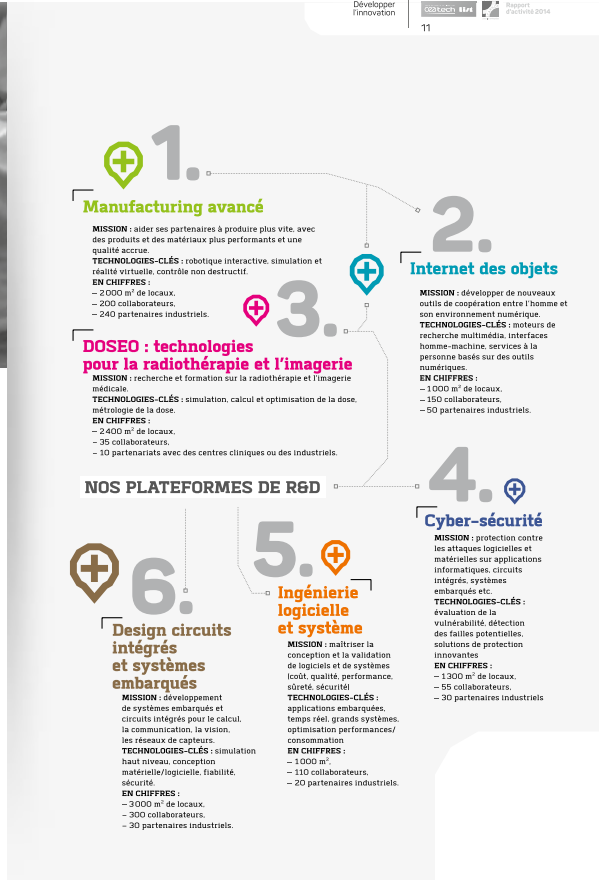 Développer
l'innovation
list
Rapport
d'activité 2014
11
1.
Manufacturing avancé
MISSION : aider ses partenaires à produire plus vite, avec
des produits et des matériaux plus performants et une
qualité accrue.
TECHNOLOGIES-CLÉS : robotique interactive, simulation et
réalité virtuelle, contrôle non destructif.
EN CHIFFRES :
– 2 000 m² de locaux,
– 200 collaborateurs,
– 240 partenaires industriels.
2.
Internet des objets
MISSION : développer de nouveaux
outils de coopération entre l'homme et
son environnement numérique.
TECHNOLOGIES-CLÉS : moteurs de
recherche multimédia, interfaces
homme-machine, services à la
personne basés sur des outils
numériques.
EN CHIFFRES :
– 1 000 m² de locaux,
– 150 collaborateurs,
– 50 partenaires industriels.
3.
DOSEO : technologies
pour la radiothérapie et l'imagerie
MISSION : recherche et formation sur la radiothérapie et l'imagerie
médicale.
TECHNOLOGIES-CLÉS : simulation, calcul et optimisation de la dose,
métrologie de la dose.
EN CHIFFRES :
– 2 400 m² de locaux,
– 35 collaborateurs,
– 10 partenariats avec des centres cliniques ou des industriels.
NOS PLATEFORMES DE R&D
4.
Cyber-sécurité
MISSION : protection contre
les attaques logicielles et
matérielles sur applications
informatiques, circuits
intégrés, systèmes
embarqués etc.
TECHNOLOGIES-CLÉS :
évaluation de la
vulnérabilité, détection
des failles potentielles,
solutions de protection
innovantes
EN CHIFFRES :
– 1 300 m² de locaux,
– 55 collaborateurs,
– 30 partenaires industriels
5.
Ingénierie
logicielle
et système
MISSION : maîtriser la
conception et la validation
de logiciels et de systèmes
(coût, qualité, performance,
sûreté, sécurité)
TECHNOLOGIES-CLÉS :
applications embarquées,
temps réel, grands systèmes,
optimisation performances/
consommation
EN CHIFFRES :
– 1 000 m²,
– 110 collaborateurs,
– 20 partenaires industriels.
6.
Design circuits
intégrés
et systèmes
embarqués
MISSION : développement
de systèmes embarqués et
circuits intégrés pour le calcul,
la communication, la vision,
les réseaux de capteurs.
TECHNOLOGIES-CLÉS : simulation
haut niveau, conception
matérielle/logicielle, fiabilité,
sécurité.
EN CHIFFRES :
– 3 000 m² de locaux,
– 300 collaborateurs,
– 30 partenaires industriels.